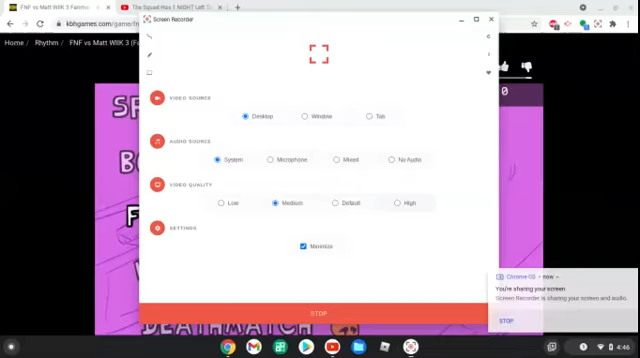 FNF vs Matt WIIK 3 Fanmad
The Squad Has 1 NIGHT Left T
kbhgames.com/game/fn
Screen Recorder
Home / Rhythm / FNF vs Matt WIIK 3 (Fa
VIDEO SOURCE
Desktop Window Tab
AUDIO SOURCE
System Microphone Mixed No Audio
VIDEO QUALITY
Low Medium Default High
SETTINGS
Maximize
Chrome OS • now
You're sharing your screen
Screen Recorder is sharing your screen and audio.
STOP
STOP
DEATHMATCH
4:46